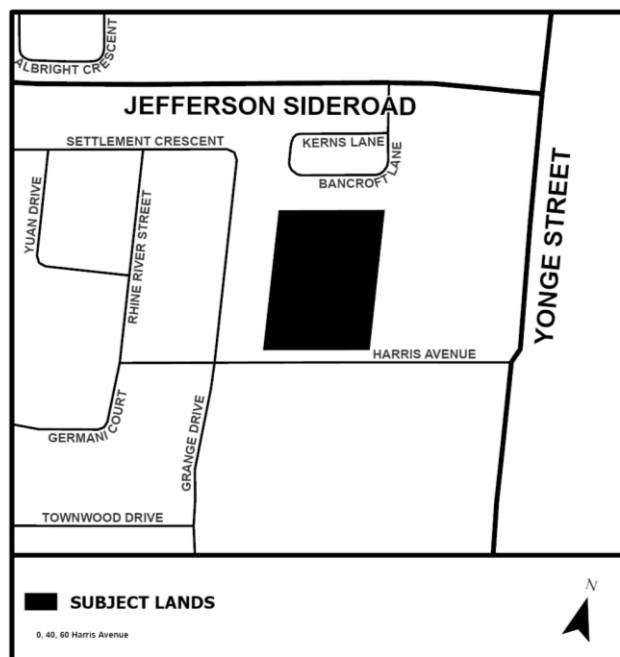 ALBRIGHT CRESCENT
JEFFERSON SIDEROAD
SETTLEMENT CRESCENT
KERNS LANE
BANCROFT LANE
YUAN DRIVE
RHINE RIVER STREET
YONGE STREET
HARRIS AVENUE
GERMANI COURT
GRANGE DRIVE
TOWNWOOD DRIVE
SUBJECT LANDS
N
0, 40, 60 Harris Avenue